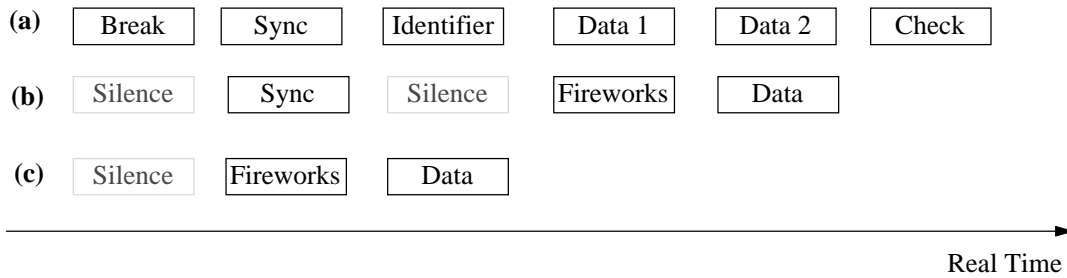 (a) Break Sync Identifier Data 1 Data 2 Check
(b) Silence Sync Silence Fireworks Data
(c) Silence Fireworks Data
Real Time